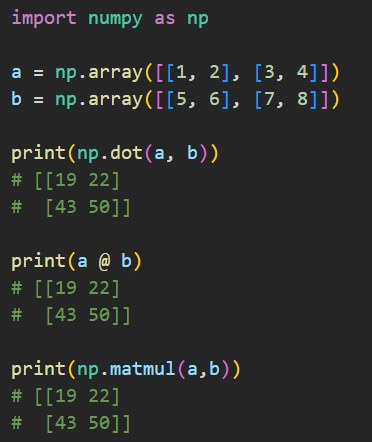 import numpy as np
a = np.array([[1, 2], [3, 4]])
b = np.array([[5, 6], [7, 8]])
print(np.dot(a, b))
# [[19 22]
#  [43 50]]
print(a @ b)
# [[19 22]
#  [43 50]]
print(np.matmul(a,b))
# [[19 22]
#  [43 50]]